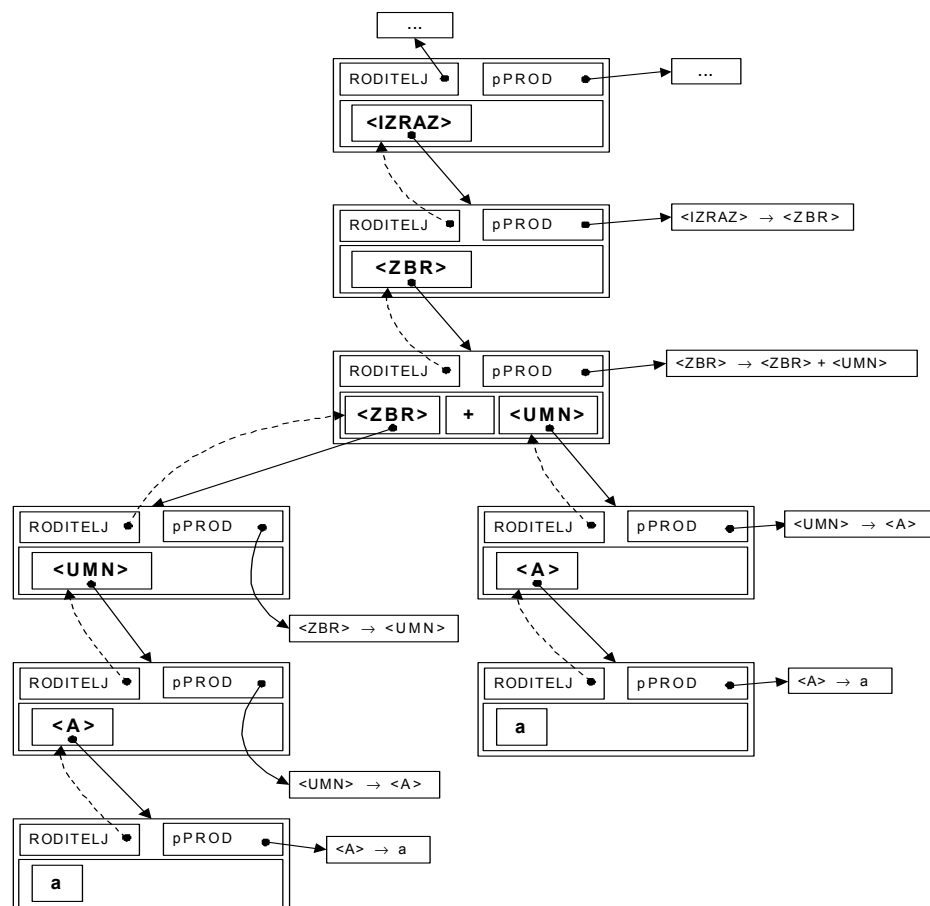 ...
RODITELJ pPROD ...
<IZRAZ>
RODITELJ pPROD <IZRAZ> → <ZBR>
<ZBR>
RODITELJ pPROD <ZBR> → <ZBR> + <UMN>
<ZBR> + <UMN>
RODITELJ pPROD RODITELJ pPROD <UMN> → <A>
<UMN> <A>
<ZBR> → <UMN>
RODITELJ pPROD RODITELJ pPROD <A> → a
<A> a
<UMN> → <A>
RODITELJ pPROD <A> → a
a